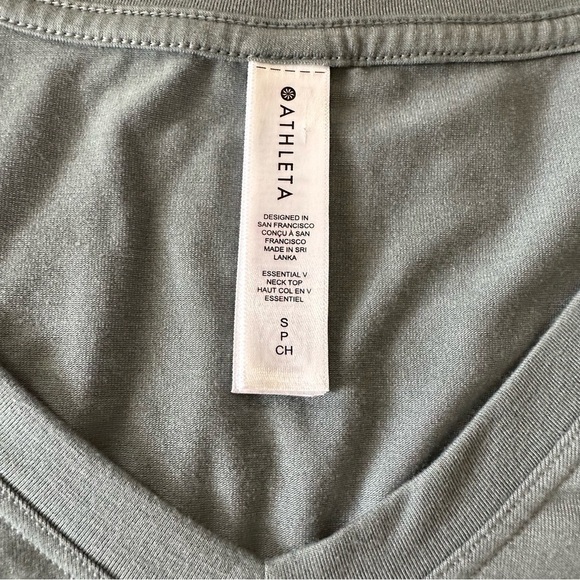 ATHLETA
DESIGNED IN
SAN FRANCISCO
CONÇU À SAN
FRANCISCO
MADE IN SRI
LANKA
ESSENTIAL V
NECK TOP
HAUT COL EN V
ESSENTIEL
S
P
CH